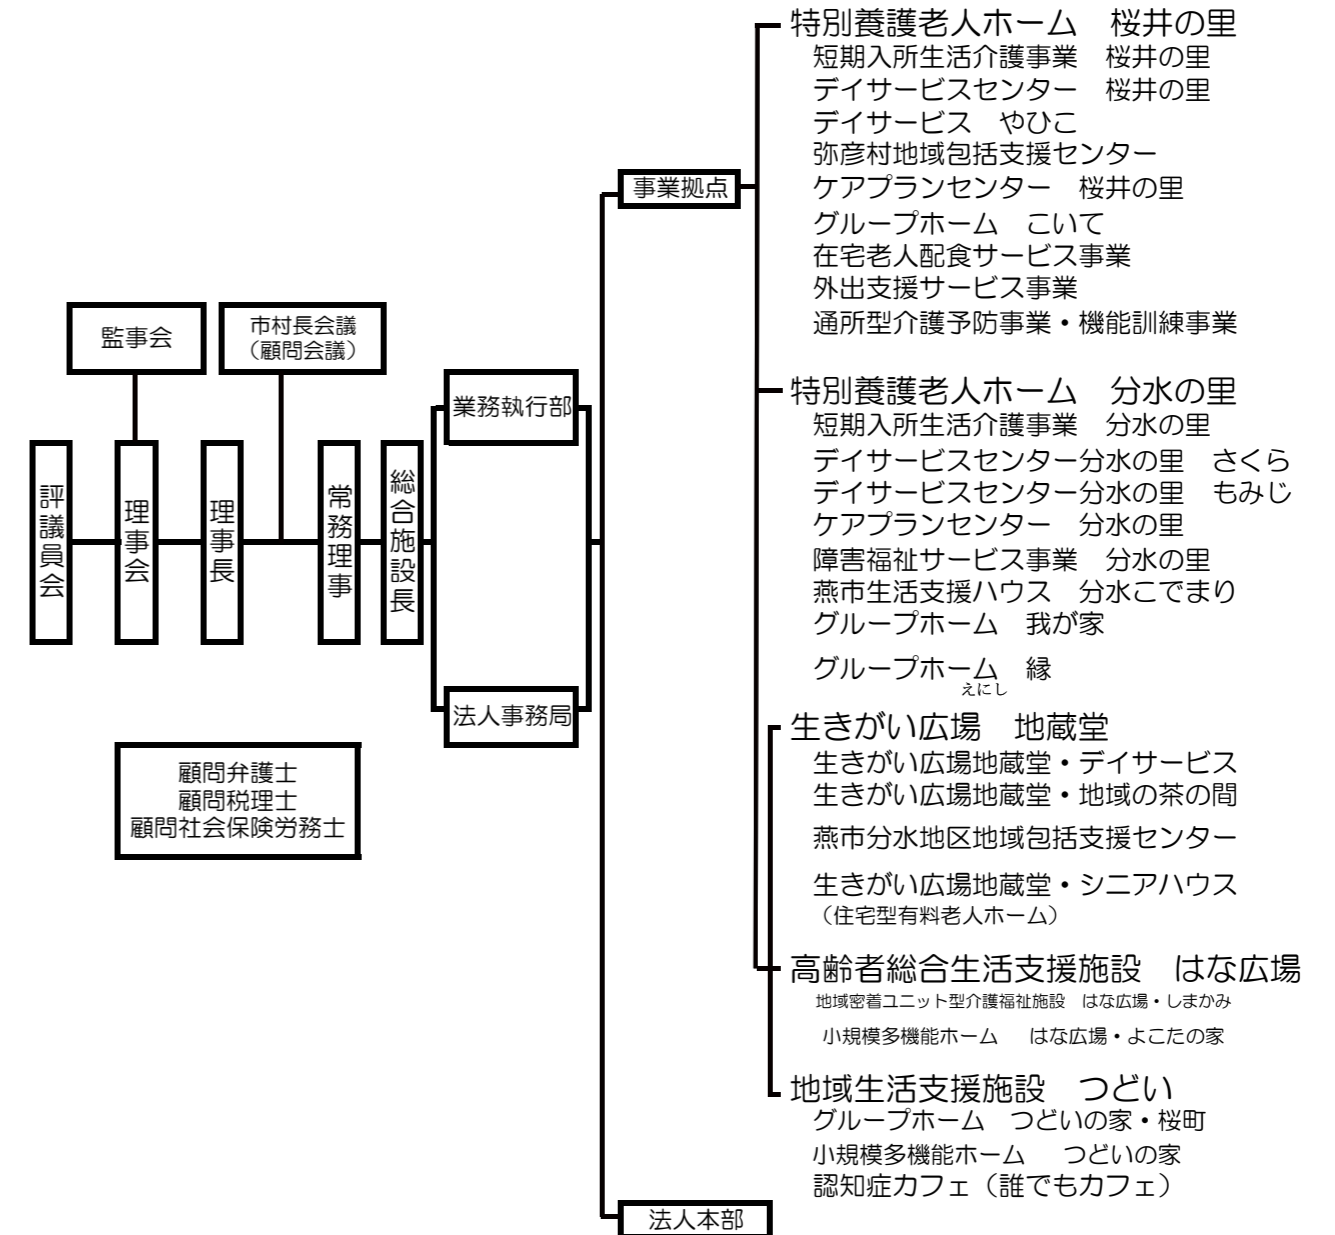 特別養護老人ホーム　桜井の里
短期入所生活介護事業　桜井の里
デイサービスセンター　桜井の里
デイサービス　やひこ
弥彦村地域包括支援センター
ケアプランセンター　桜井の里
グループホーム　こいて
在宅老人配食サービス事業
外出支援サービス事業
通所型介護予防事業・機能訓練事業
事業拠点
監事会
市村長会議
（顧問会議）
業務執行部
評議員会
理事会
理事長
常務理事
総合施設長
法人事務局
顧問弁護士
顧問税理士
顧問社会保険労務士
特別養護老人ホーム　分水の里
短期入所生活介護事業　分水の里
デイサービスセンター分水の里　さくら
デイサービスセンター分水の里　もみじ
ケアプランセンター　分水の里
障害福祉サービス事業　分水の里
燕市生活支援ハウス　分水こでまり
グループホーム　我が家
グループホーム　縁
えにし
生きがい広場　地蔵堂
生きがい広場地蔵堂・デイサービス
生きがい広場地蔵堂・地域の茶の間
燕市分水地区地域包括支援センター
生きがい広場地蔵堂・シニアハウス
（住宅型有料老人ホーム）
高齢者総合生活支援施設　はな広場
地域密着ユニット型介護福祉施設　はな広場・しまかみ
小規模多機能ホーム　はな広場・よこたの家
地域生活支援施設　つどい
グループホーム　つどいの家・桜町
小規模多機能ホーム　つどいの家
認知症カフェ（誰でもカフェ）
法人本部